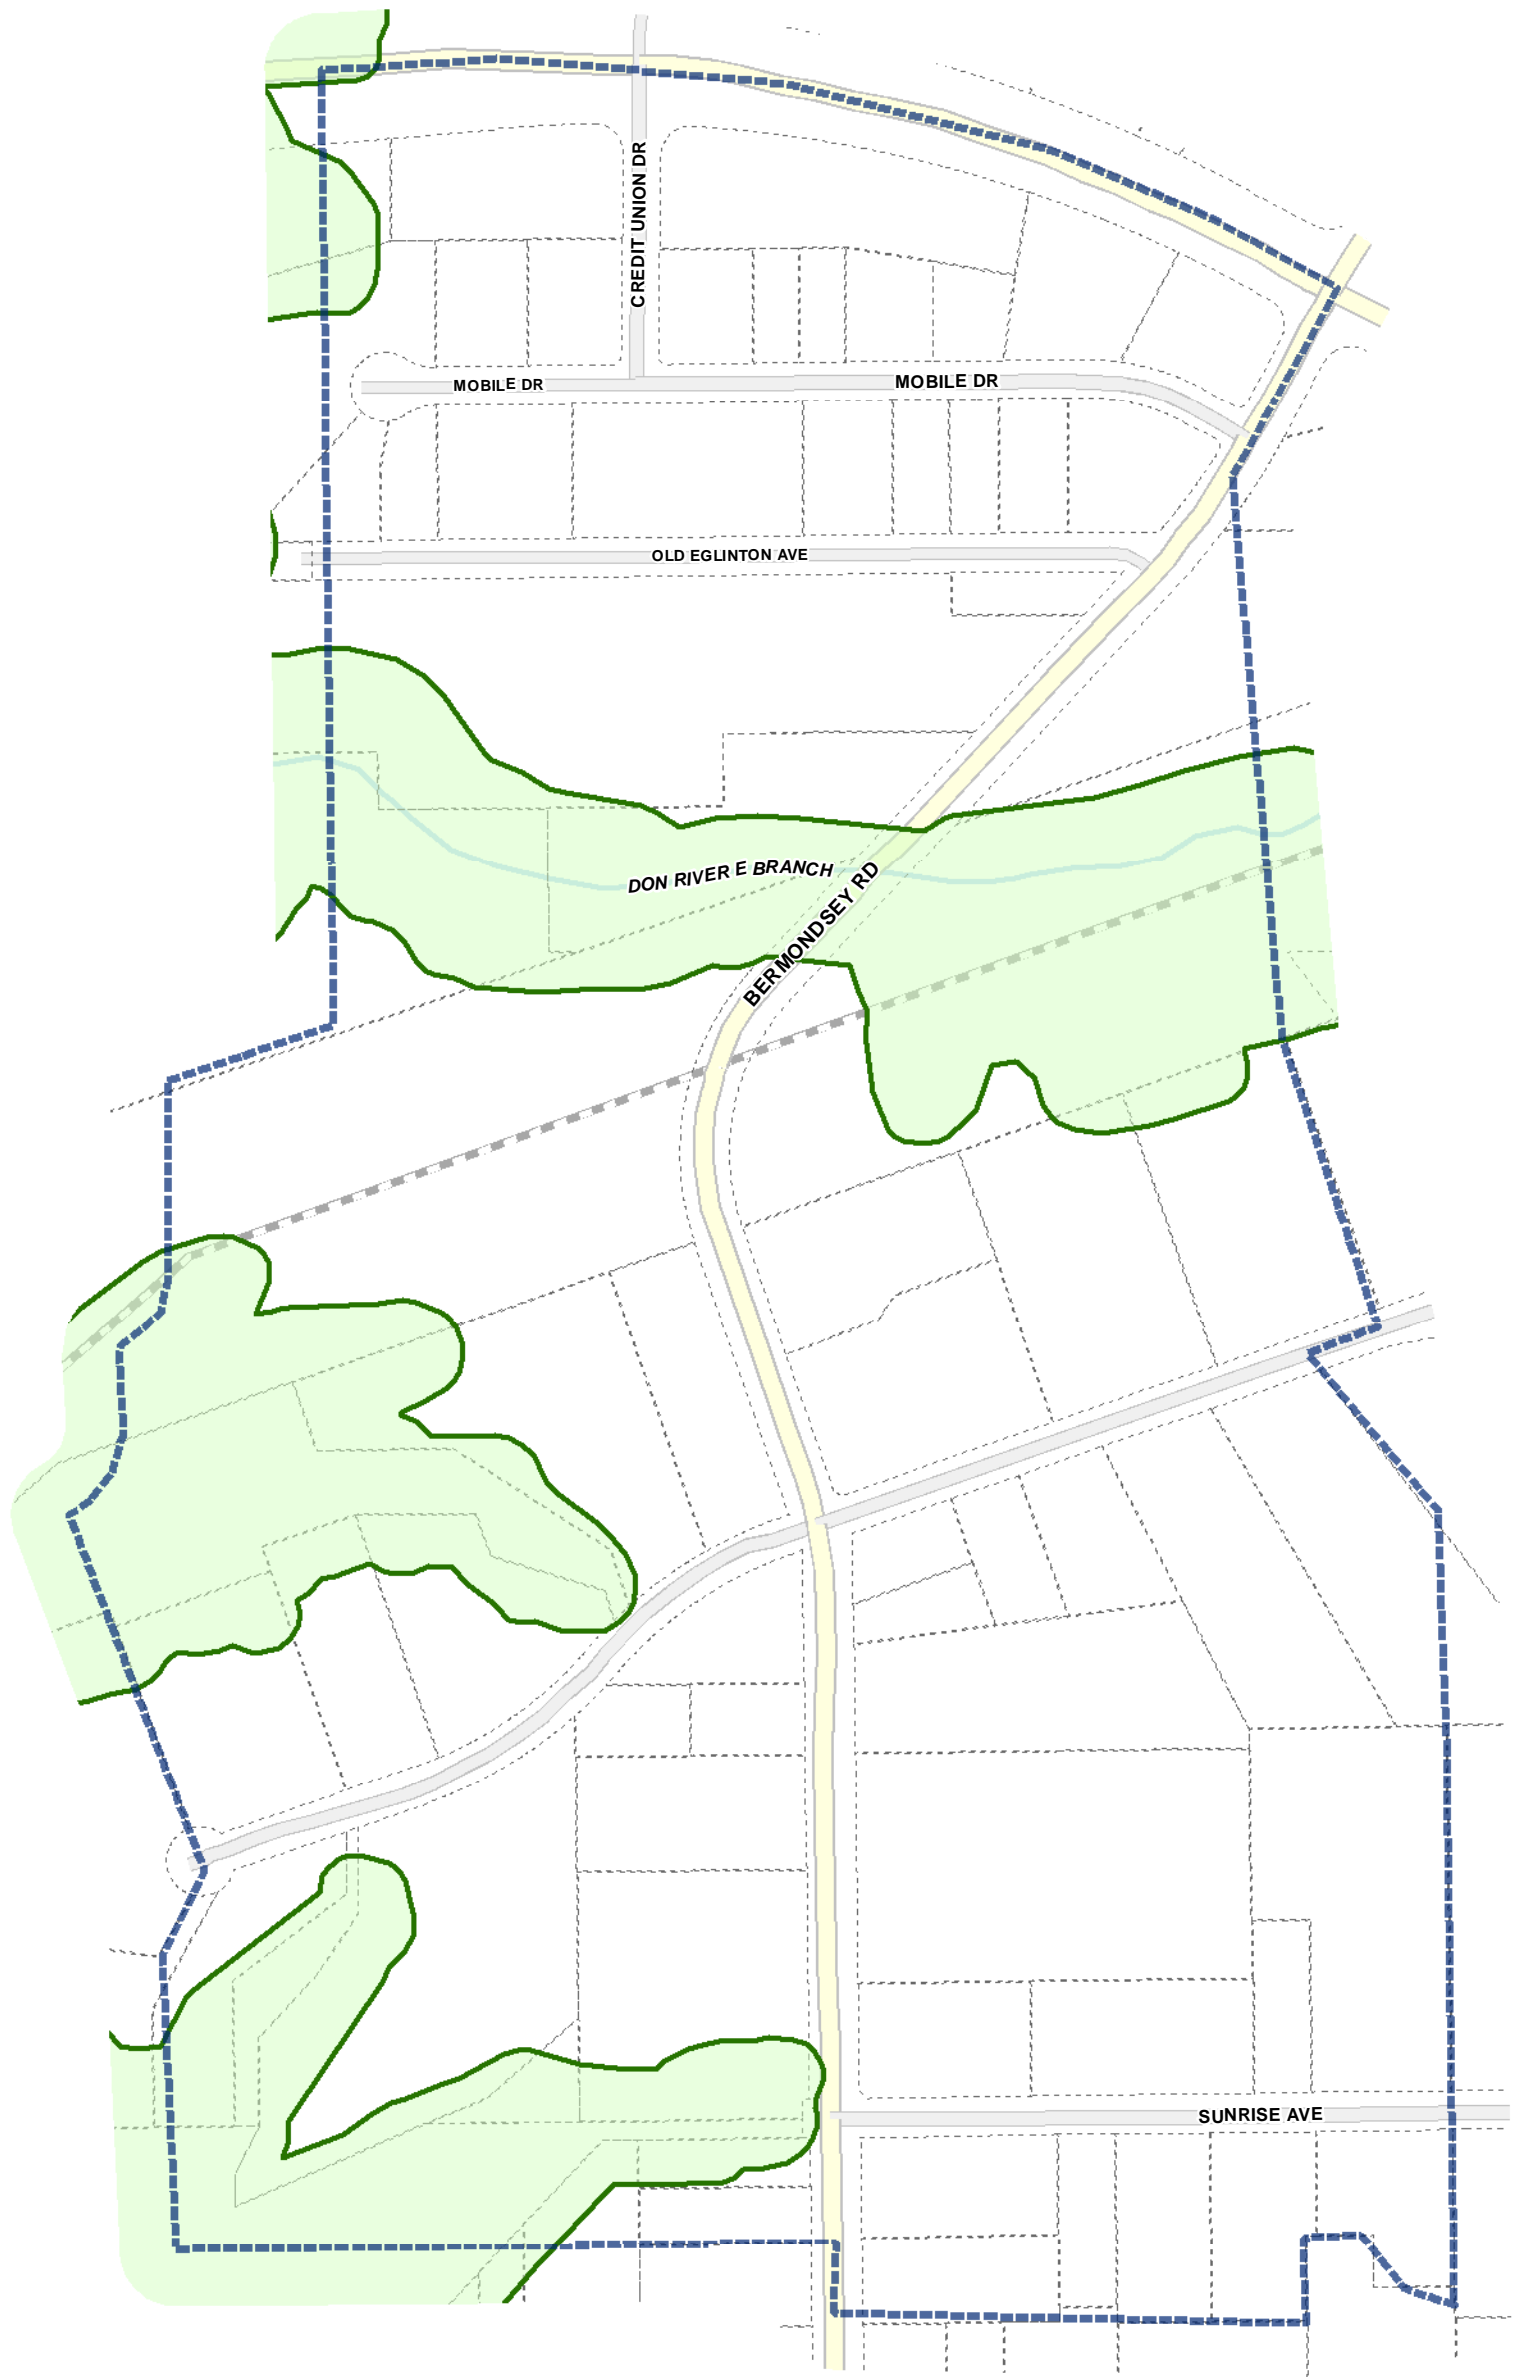 CREDIT UNION DR
MOBILE DR
MOBILE DR
OLD EGLINTON AVE
DON RIVER E BRANCH
BERMONDSEY RD
SUNRISE AVE